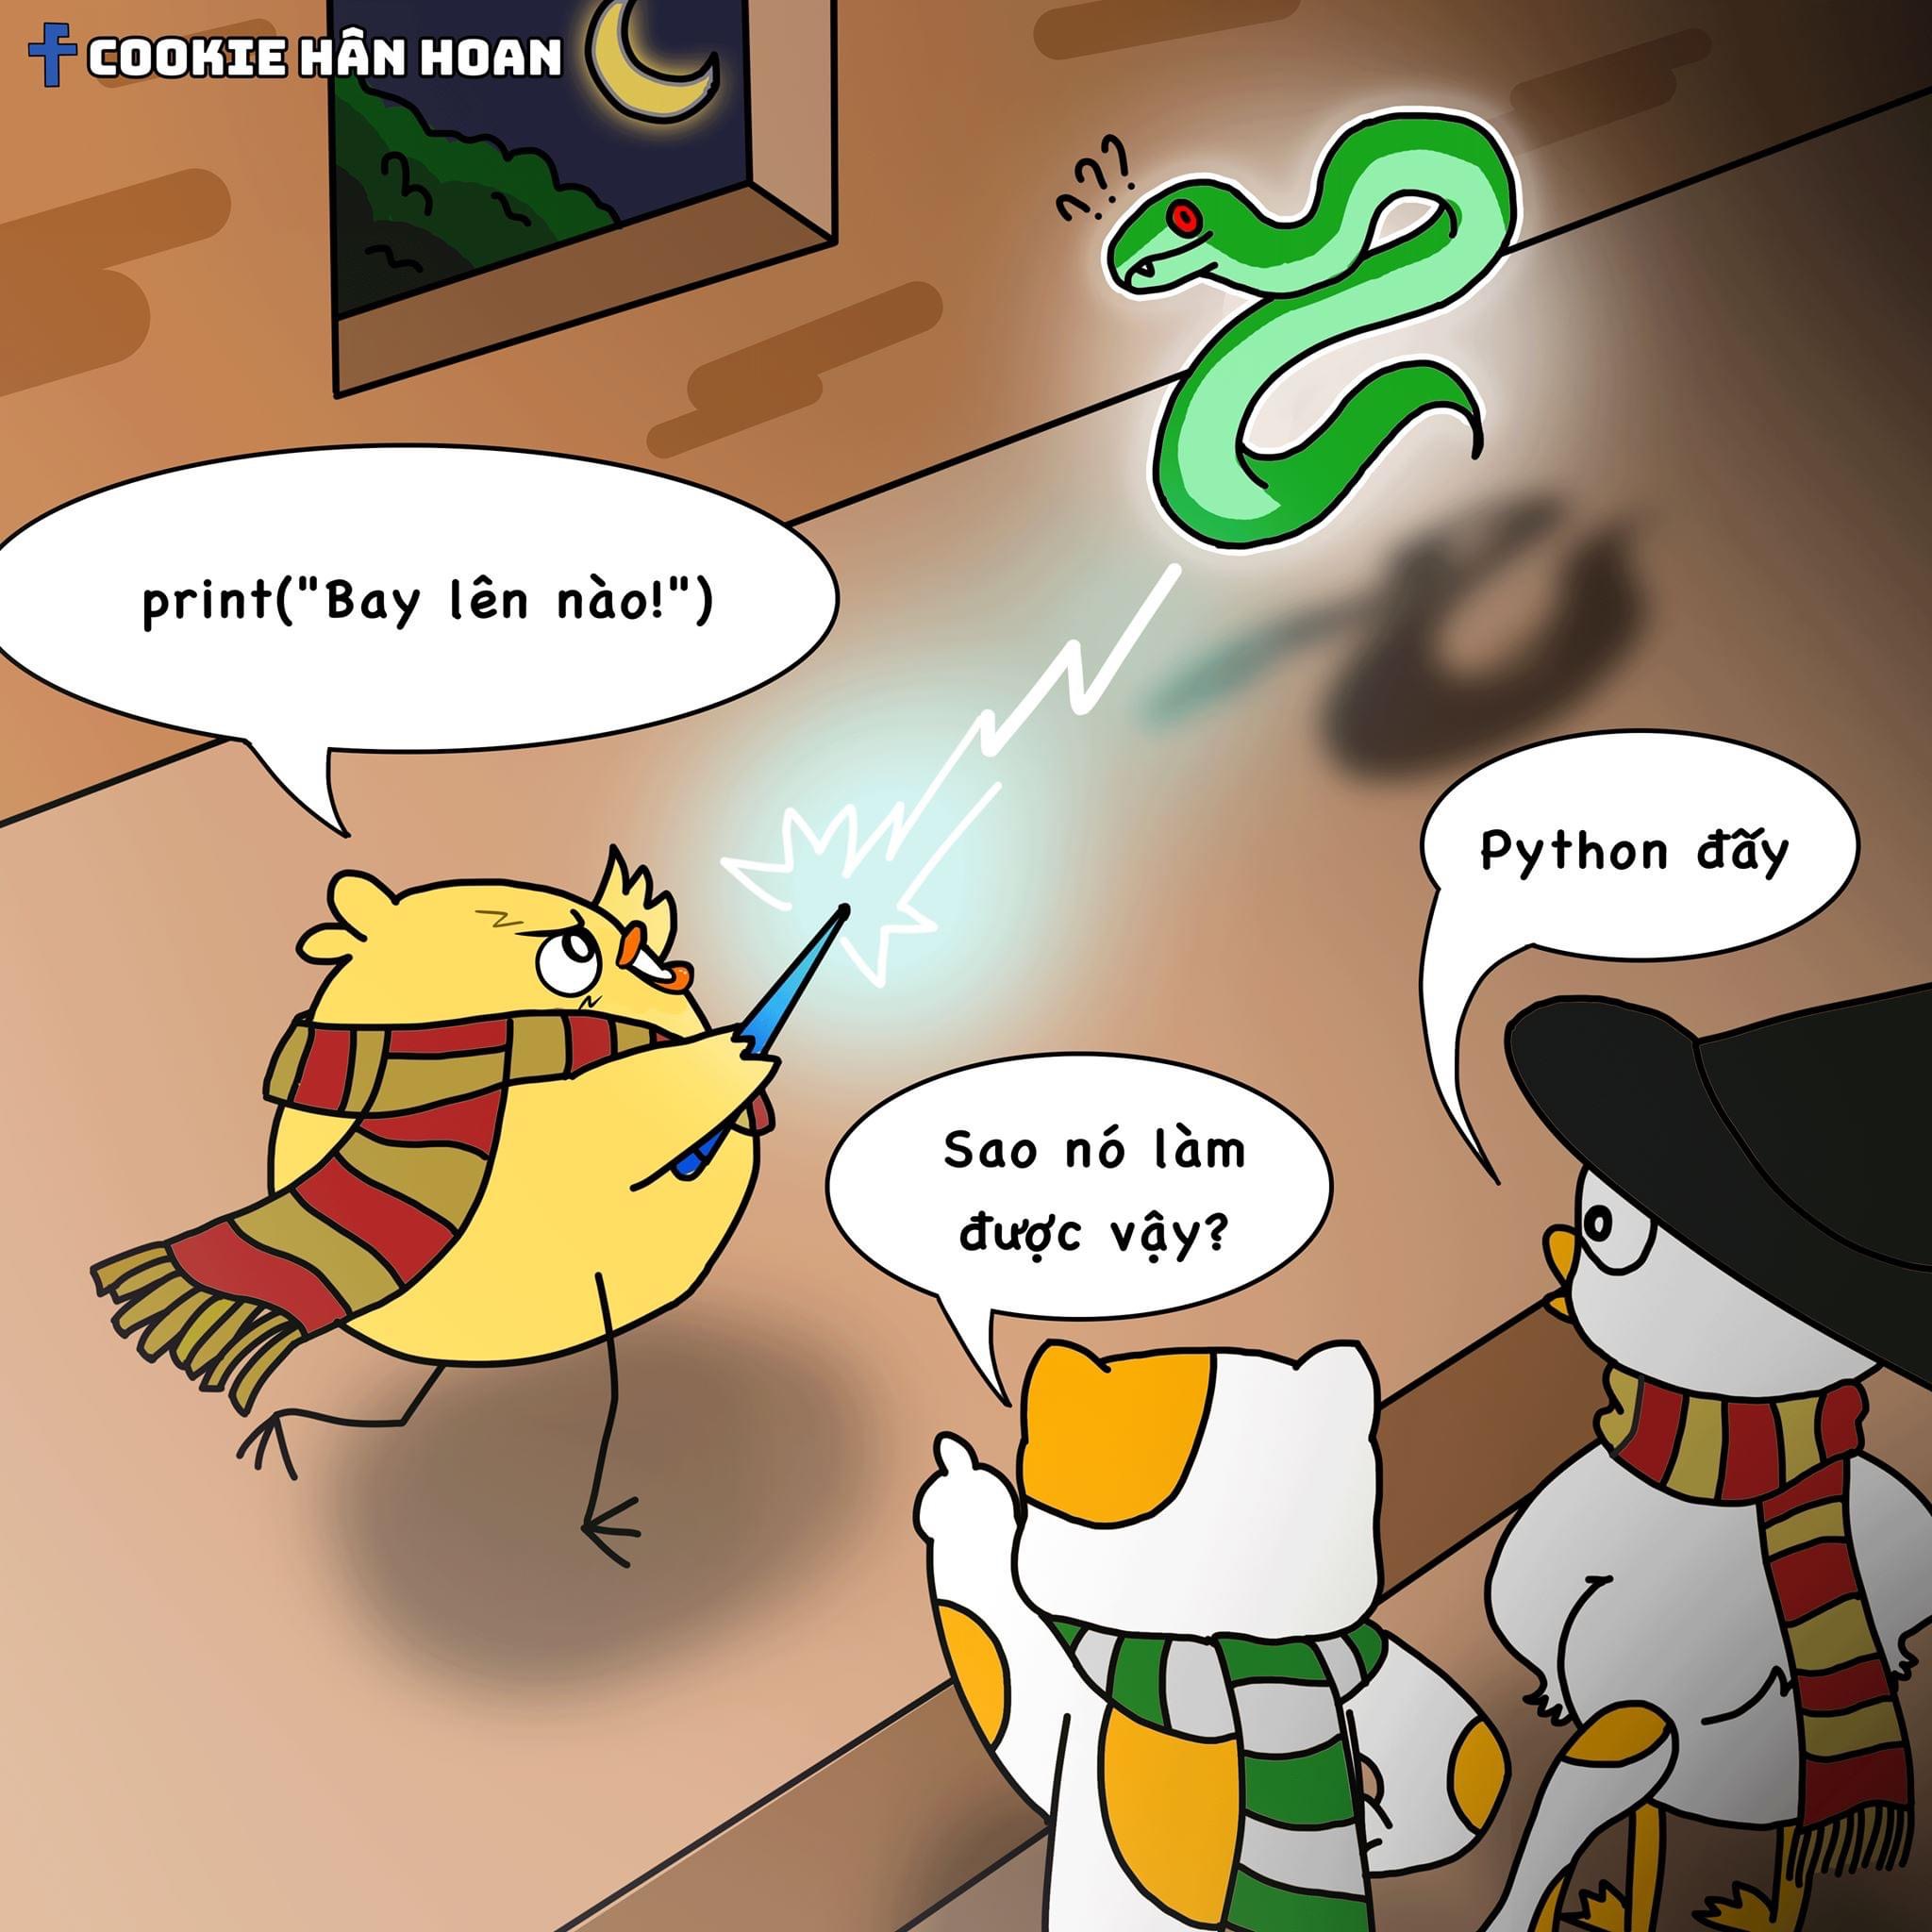 COOKIE HÂN HOAN
???
print("Bay lên nào!")
Python đấy
Sao nó làm
được vậy?